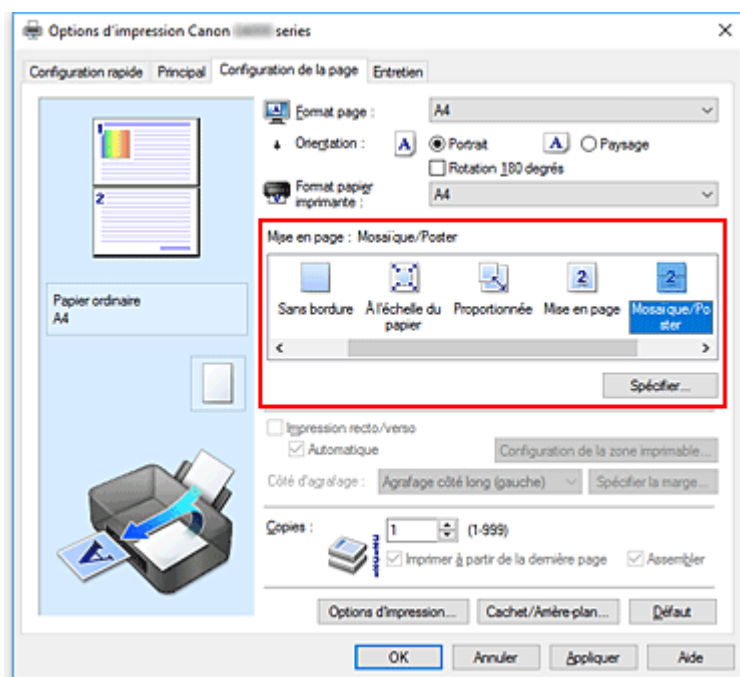 Options d'impression Canon series
Configuration rapide Principal Configuration de la page Entretien
Format page : A4
Orientation : A Portrait A Paysage
Rotation 180 degrés
Format papier imprimante : A4
1
2
Mise en page : Mosaïque/Poster
2 2
Sans bordure À l'échelle du papier Proportionnée Mise en page Mosaïque/Poster
Spécifier...
Papier ordinaire
A4
Impression recto/verso
Automatique Configuration de la zone imprimable...
Côté d'agrafage : Agrafage côté long (gauche) Spécifier la marge...
Copies : 1 (1-999)
Imprimer à partir de la dernière page Assembler
A
Options d'impression... Cachet/Arrière-plan... Défaut
OK Annuler Appliquer Aide